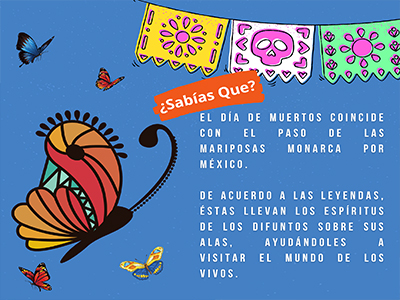 ¿Sabías Que?
EL DÍA DE MUERTOS COINCIDE
CON EL PASO DE LAS
MARIPOSAS MONARCA POR
MÉXICO.
DE ACUERDO A LAS LEYENDAS,
ÉSTAS LLEVAN LOS ESPÍRITUS
DE LOS DIFUNTOS SOBRE SUS
ALAS, AYUDÁNDOLES A
VISITAR EL MUNDO DE LOS
VIVOS.